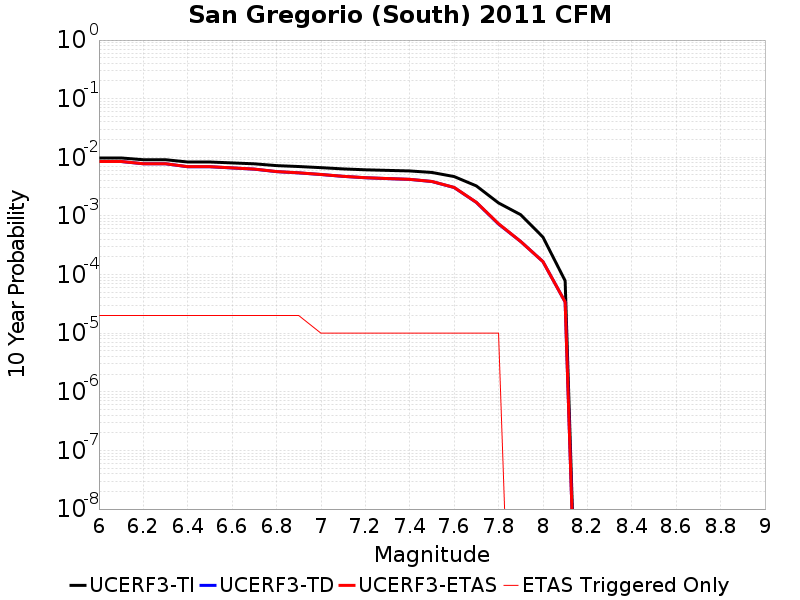 San Gregorio (South) 2011 CFM
10 Year Probability
10^0
10^-1
10^-2
10^-3
10^-4
10^-5
10^-6
10^-7
10^-8
6 6.2 6.4 6.6 6.8 7 7.2 7.4 7.6 7.8 8 8.2 8.4 8.6 8.8 9
Magnitude
UCERF3-TI UCERF3-TD UCERF3-ETAS ETAS Triggered Only